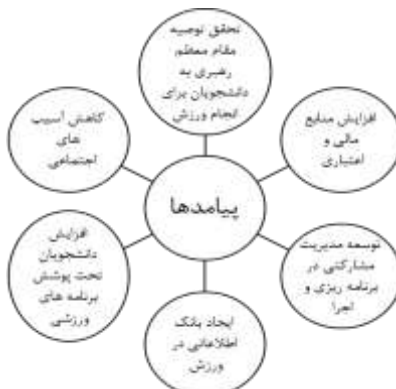 تحقق توصیه
مقام معظم
رهبری به
دانشجویان برای
انجام ورزش
افزایش منابع
مالی و
اعتباری
توسعه مدیریت
مشارکتی در
برنامه ریزی و
اجرا
ایجاد بانک
اطلاعاتی در
ورزش
افزایش
دانشجویان
تحت پوشش
برنامه های
ورزشی
کاهش آسیب
های
اجتماعی
پیامدها